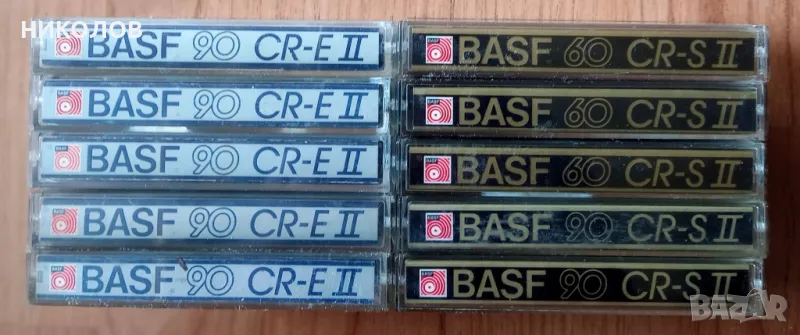 НИКОЛОВ
BASF 90 CR-E II
BASF 90 CR-E II
BASF 90 CR-E II
BASF 90 CR-E II
BASF 90 CR-E II
BASF 60 CR-S II
BASF 60 CR-S II
BASF 60 CR-S II
BASF 90 CR-S II
BASF 90 CR-S II
BAZAR